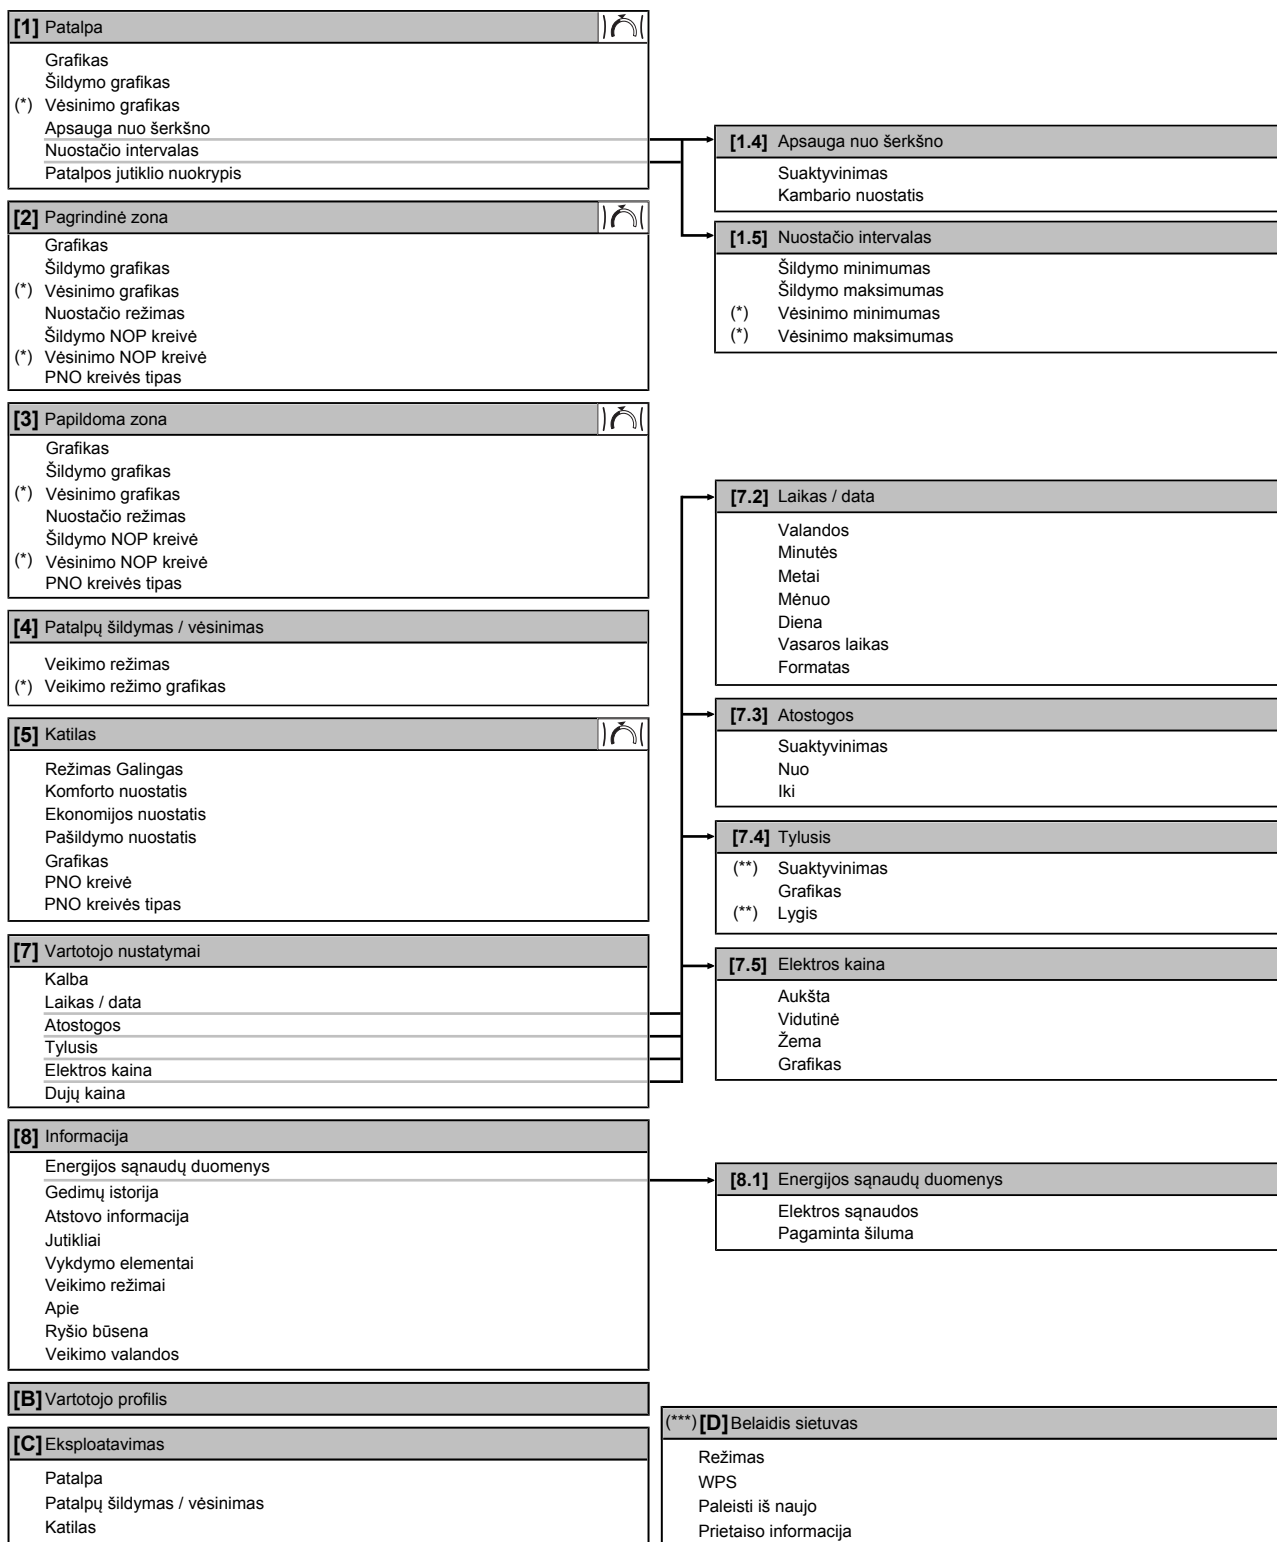 [1] Patalpa
Grafikas
Šildymo grafikas
(*) Vėsinimo grafikas
Apsauga nuo šerkšno
Nuostačio intervalas
Patalpos jutiklio nuokrypis
[2] Pagrindinė zona
Grafikas
Šildymo grafikas
(*) Vėsinimo grafikas
Nuostačio režimas
Šildymo NOP kreivė
(*) Vėsinimo NOP kreivė
PNO kreivės tipas
[3] Papildoma zona
Grafikas
Šildymo grafikas
(*) Vėsinimo grafikas
Nuostačio režimas
Šildymo NOP kreivė
(*) Vėsinimo NOP kreivė
PNO kreivės tipas
[4] Patalpų šildymas / vėsinimas
Veikimo režimas
(*) Veikimo režimo grafikas
[5] Katilas
Režimas Galingas
Komforto nuostatis
Ekonomijos nuostatis
Pašildymo nuostatis
Grafikas
PNO kreivė
PNO kreivės tipas
[7] Vartotojo nustatymai
Kalba
Laikas / data
Atostogos
Tylusis
Elektros kaina
Dujų kaina
[8] Informacija
Energijos sąnaudų duomenys
Gedimų istorija
Atstovo informacija
Jutikliai
Vykdymo elementai
Veikimo režimai
Apie
Ryšio būsena
Veikimo valandos
[B] Vartotojo profilis
[C] Eksploatavimas
Patalpa
Patalpų šildymas / vėsinimas
Katilas
[1.4] Apsauga nuo šerkšno
Suaktyvinimas
Kambario nuostatis
[1.5] Nuostačio intervalas
Šildymo minimumas
Šildymo maksimumas
(*) Vėsinimo minimumas
(*) Vėsinimo maksimumas
[7.2] Laikas / data
Valandos
Minutės
Metai
Mėnuo
Diena
Vasaros laikas
Formatas
[7.3] Atostogos
Suaktyvinimas
Nuo
Iki
[7.4] Tylusis
(**) Suaktyvinimas
Grafikas
(**) Lygis
[7.5] Elektros kaina
Aukšta
Vidutinė
Žema
Grafikas
[8.1] Energijos sąnaudų duomenys
Elektros sąnaudos
Pagaminta šiluma
(***) [D] Belaidis sietuvas
Režimas
WPS
Paleisti iš naujo
Prietaiso informacija